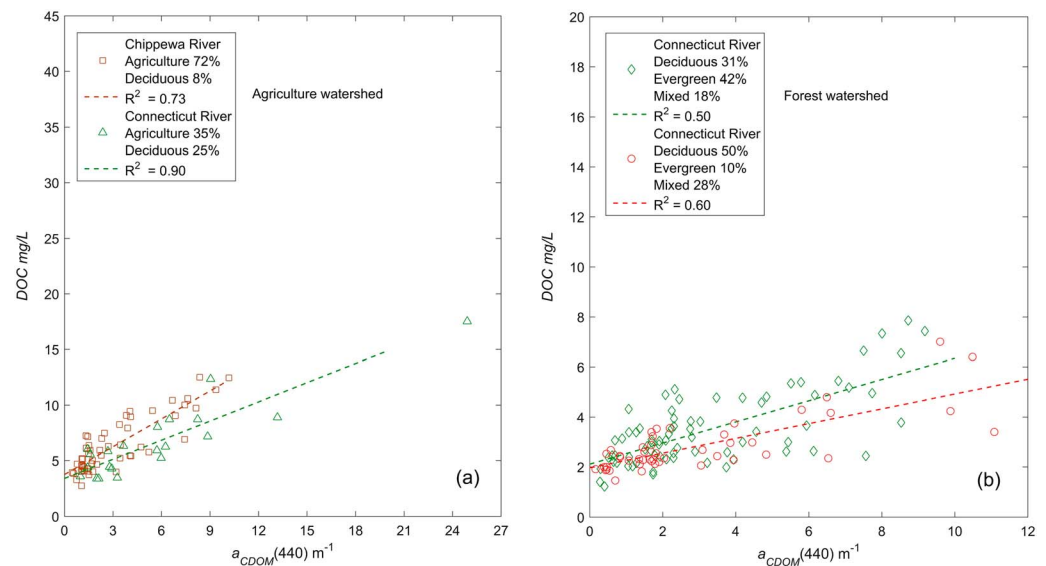 45
40
35
30
25
20
15
10
5
0
DOC mg/L
0 3 6 9 12 15 18 21 24 27
a_CDOM(440) m⁻¹
Chippewa River
Agriculture 72%
Deciduous 8%
R² = 0.73
Connecticut River
Agriculture 35%
Deciduous 25%
R² = 0.90
Agriculture watershed
(a)
20
18
16
14
12
10
8
6
4
2
0
DOC mg/L
0 2 4 6 8 10 12
a_CDOM(440) m⁻¹
Connecticut River
Deciduous 31%
Evergreen 42%
Mixed 18%
R² = 0.50
Connecticut River
Deciduous 50%
Evergreen 10%
Mixed 28%
R² = 0.60
Forest watershed
(b)